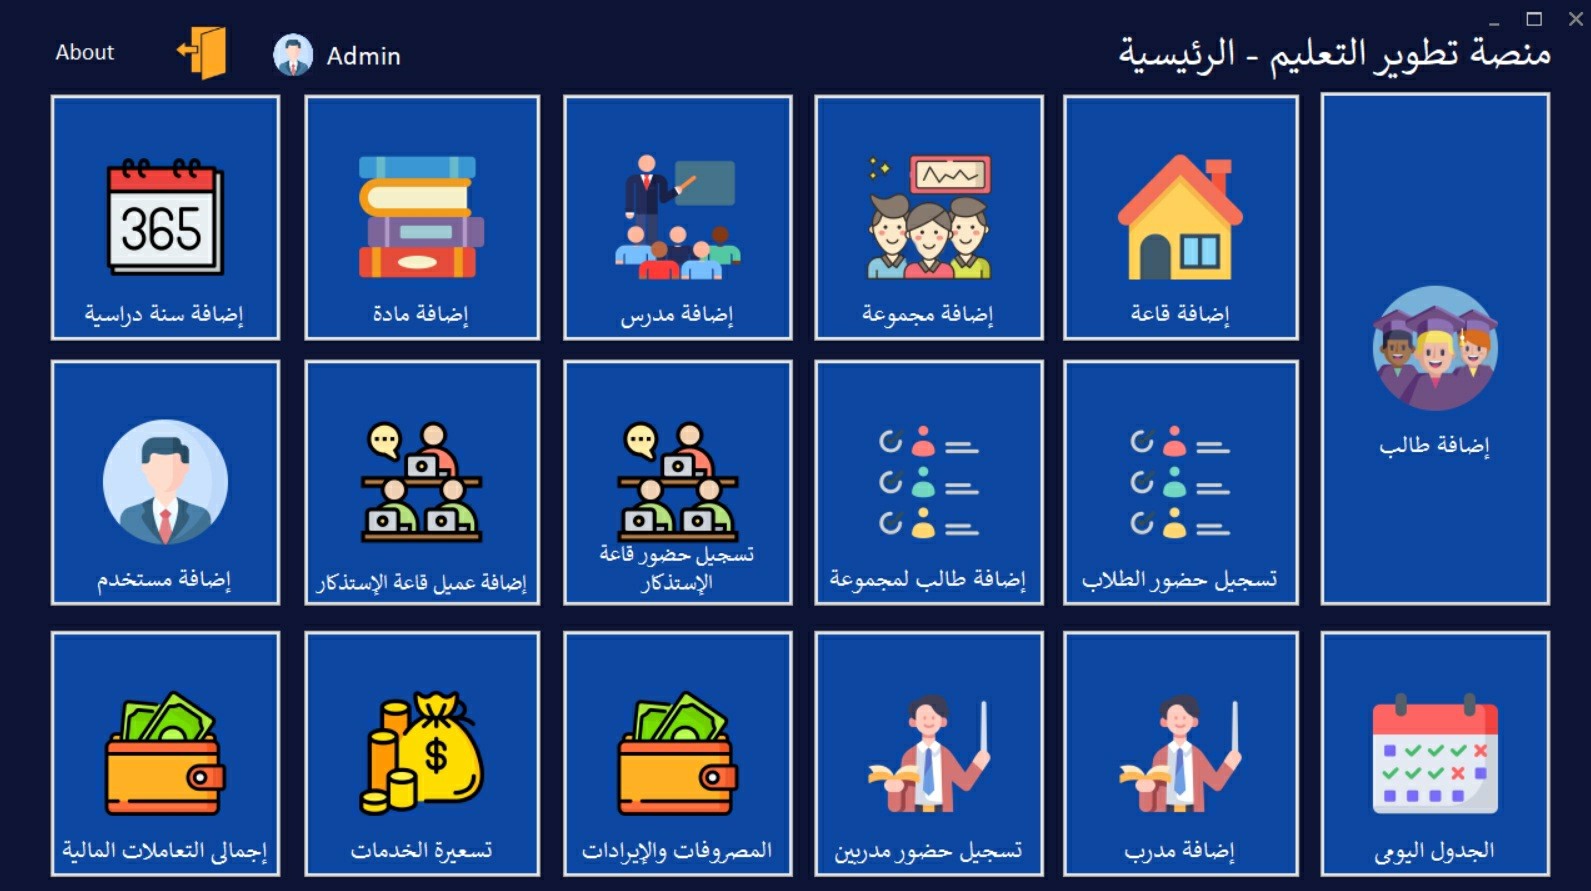 منصة تطوير التعليم - الرئيسية
Admin
About
إضافة طالب
إضافة قاعة
إضافة مجموعة
إضافة مدرس
إضافة مادة
365
إضافة سنة دراسية
تسجيل حضور الطلاب
إضافة طالب لمجموعة
تسجيل حضور قاعة
الإستذكار
إضافة عميل قاعة الإستذكار
إضافة مستخدم
الجدول اليومى
إضافة مدرب
تسجيل حضور مدربين
المصروفات والإيرادات
$
تسعيرة الخدمات
إجمالى التعاملات المالية